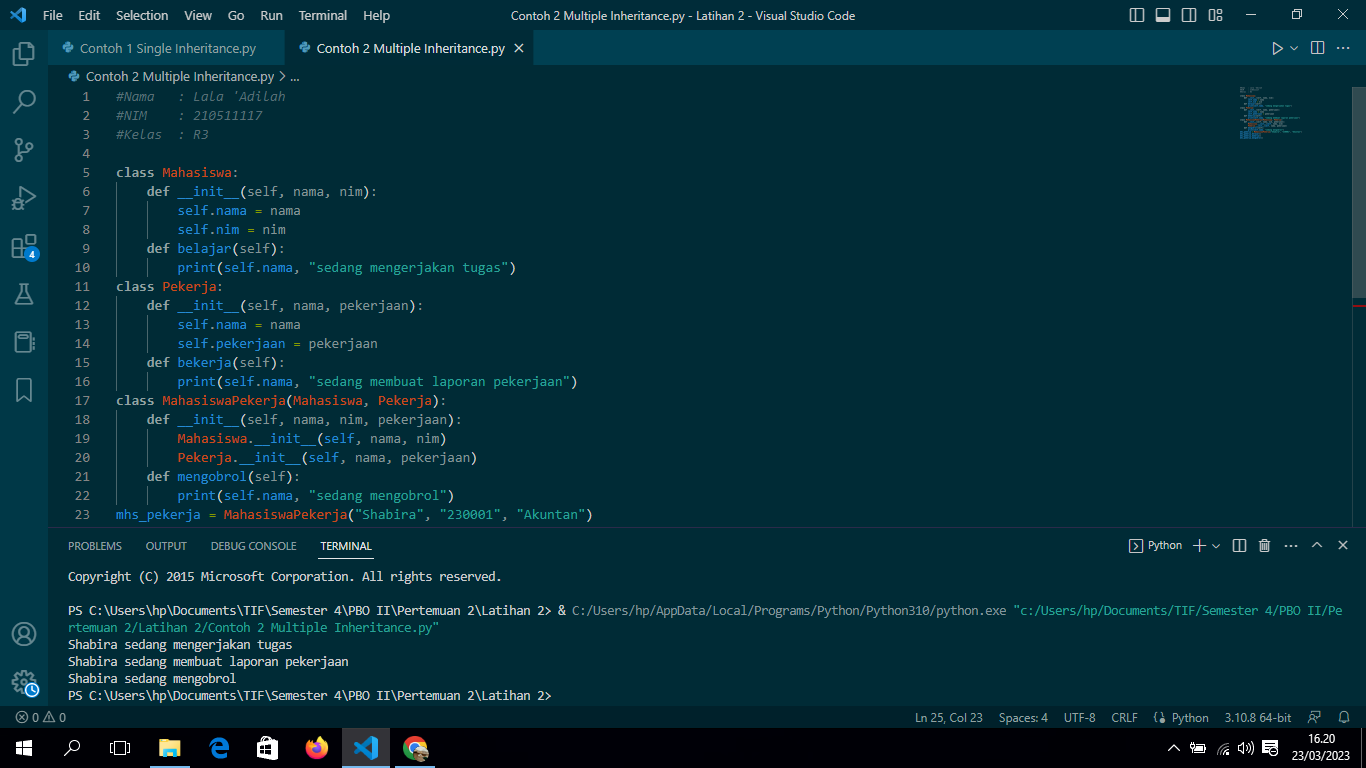 File Edit Selection View Go Run Terminal Help
Contoh 2 Multiple Inheritance.py - Latihan 2 - Visual Studio Code
Contoh 1 Single Inheritance.py
Contoh 2 Multiple Inheritance.py
Contoh 2 Multiple Inheritance.py > ...
1 #Nama   : Lala 'Adilah
2 #NIM    : 210511117
3 #Kelas  : R3
4
5 class Mahasiswa:
6     def __init__(self, nama, nim):
7         self.nama = nama
8         self.nim = nim
9     def belajar(self):
10         print(self.nama, "sedang mengerjakan tugas")
11 class Pekerja:
12     def __init__(self, nama, pekerjaan):
13         self.nama = nama
14         self.pekerjaan = pekerjaan
15     def bekerja(self):
16         print(self.nama, "sedang membuat laporan pekerjaan")
17 class MahasiswaPekerja(Mahasiswa, Pekerja):
18     def __init__(self, nama, nim, pekerjaan):
19         Mahasiswa.__init__(self, nama, nim)
20         Pekerja.__init__(self, nama, pekerjaan)
21     def mengobrol(self):
22         print(self.nama, "sedang mengobrol")
23 mhs_pekerja = MahasiswaPekerja("Shabira", "230001", "Akuntan")
4
PROBLEMS OUTPUT DEBUG CONSOLE TERMINAL
Python
Copyright (C) 2015 Microsoft Corporation. All rights reserved.
PS C:\Users\hp\Documents\TIF\Semester 4\PBO II\Pertemuan 2\Latihan 2> & C:/Users/hp/AppData/Local/Programs/Python/Python310/python.exe "c:/Users/hp/Documents/TIF/Semester 4/PBO II/Pe
rtemuan 2/Latihan 2/Contoh 2 Multiple Inheritance.py"
Shabira sedang mengerjakan tugas
Shabira sedang membuat laporan pekerjaan
Shabira sedang mengobrol
PS C:\Users\hp\Documents\TIF\Semester 4\PBO II\Pertemuan 2\Latihan 2>
0 0
Ln 25, Col 23 Spaces: 4 UTF-8 CRLF Python 3.10.8 64-bit
16.20
23/03/2023